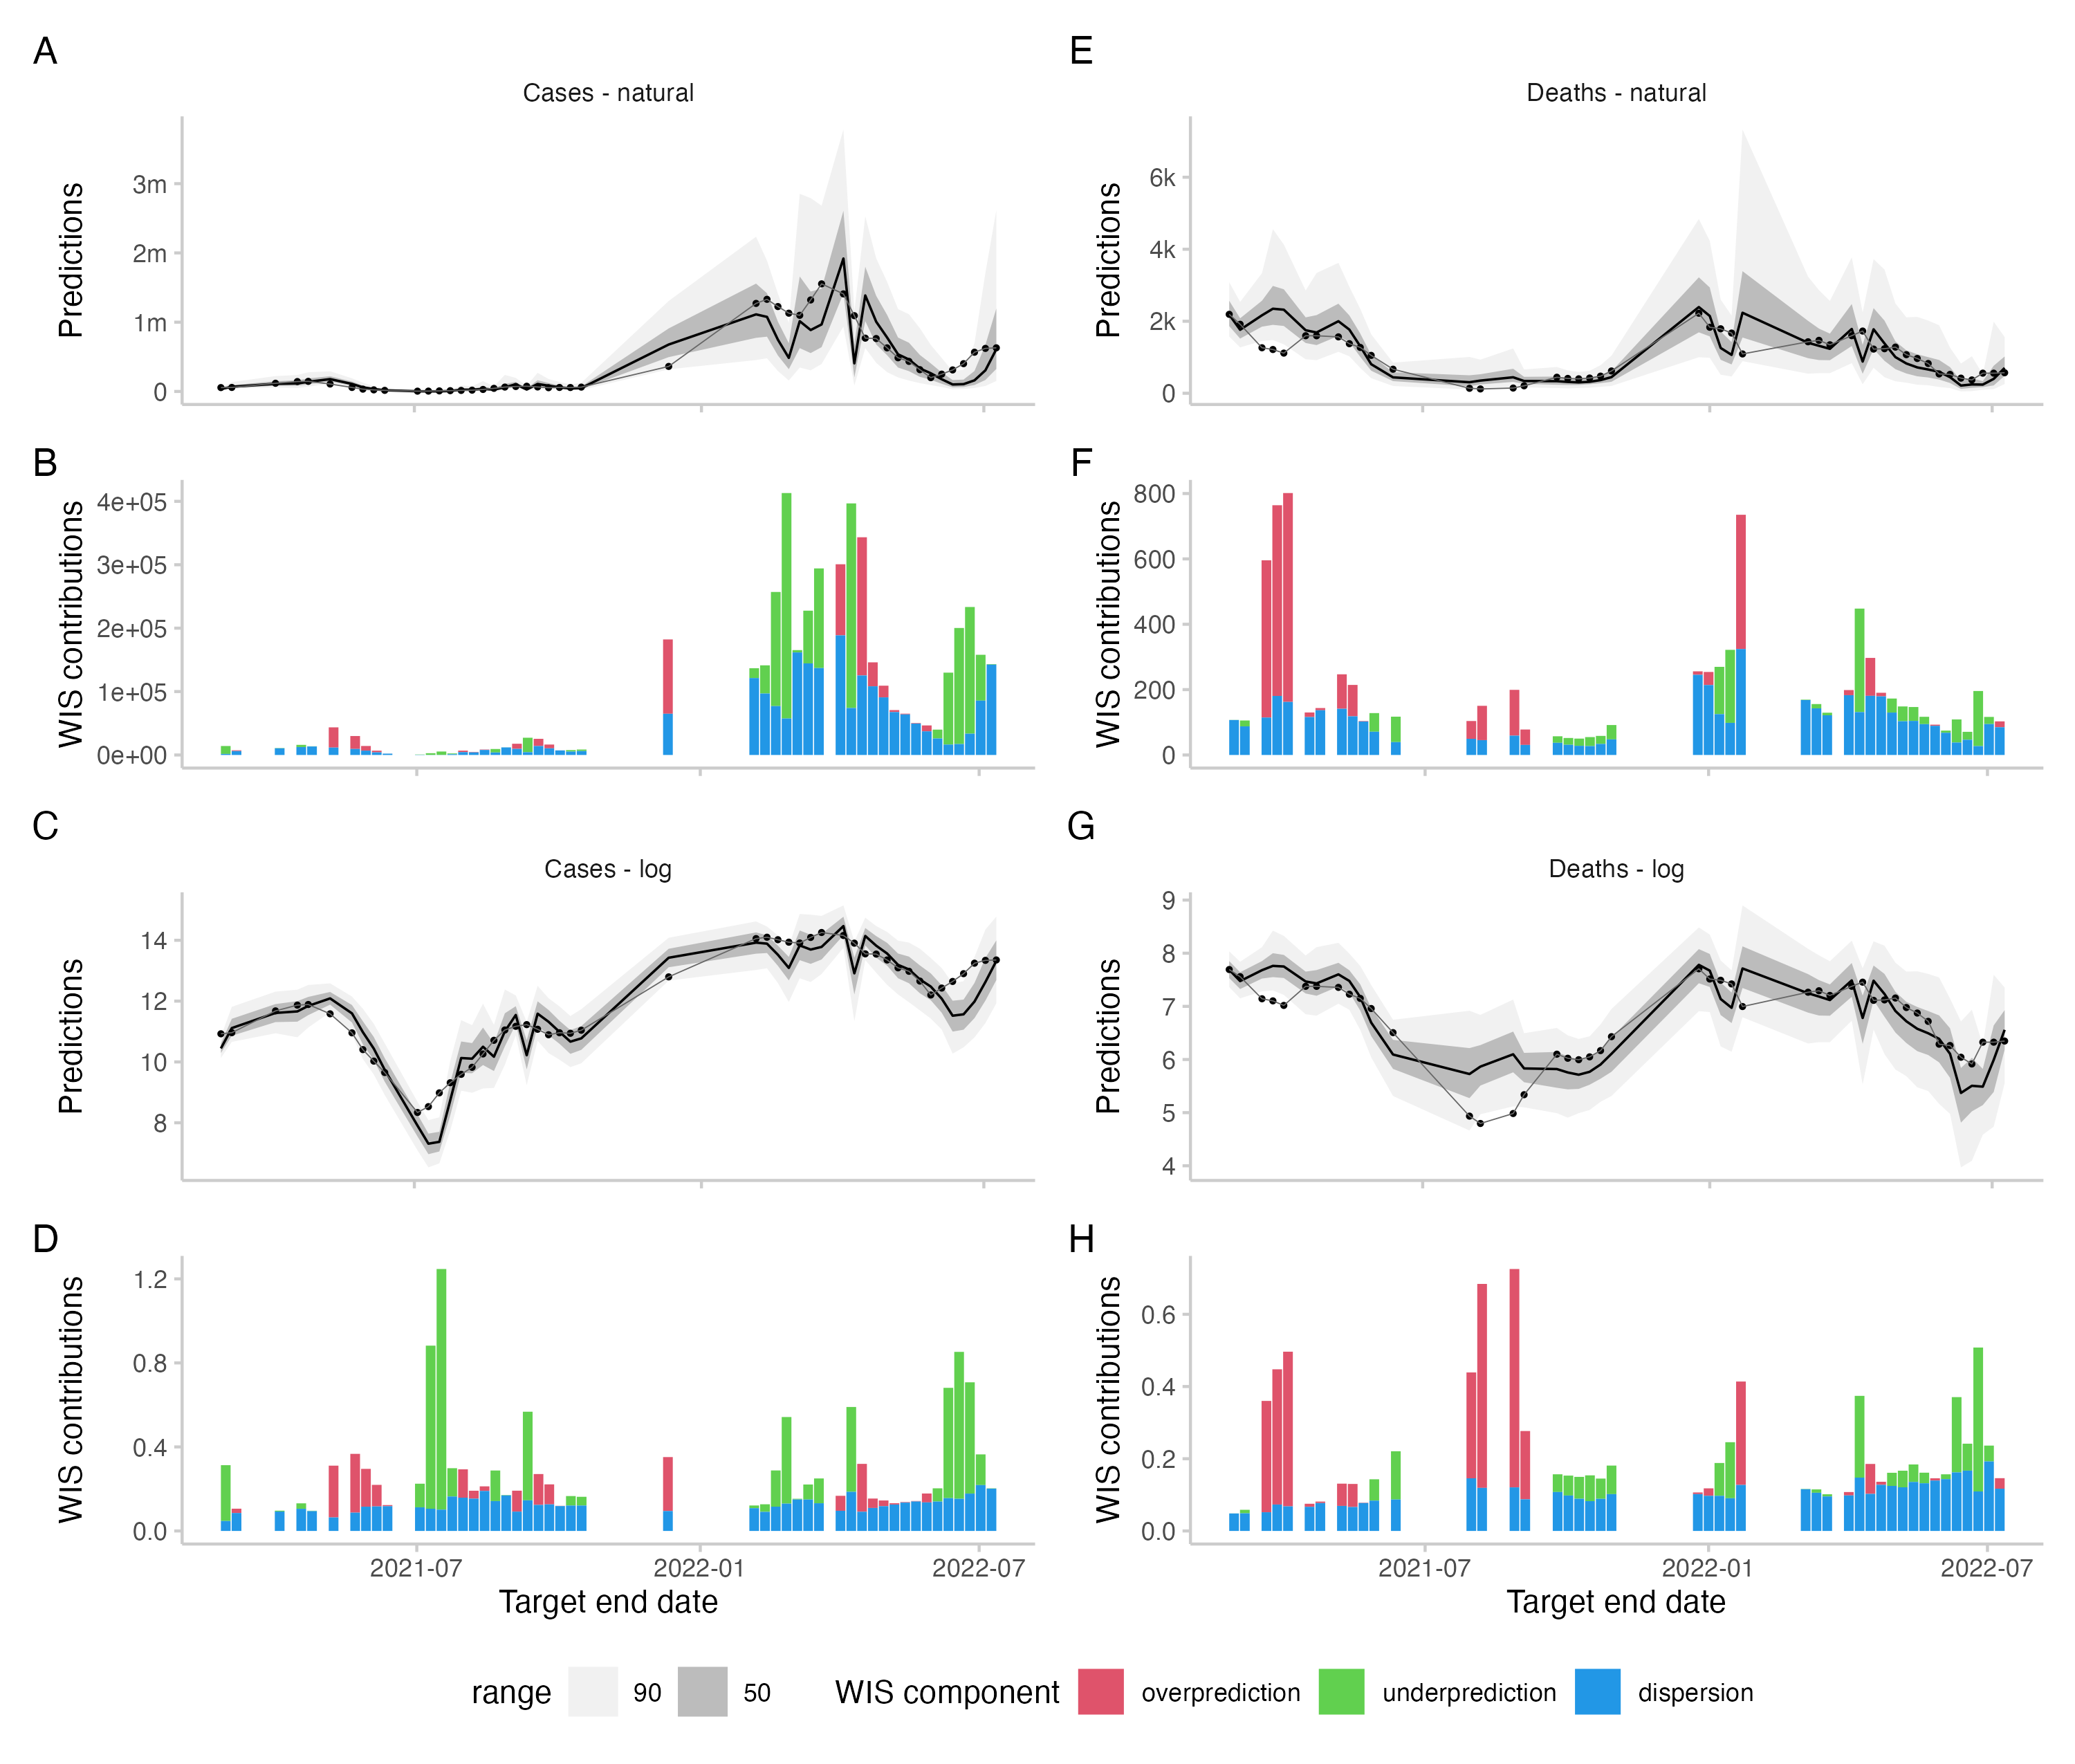 A
Cases - natural
Predictions
3m
2m
1m
0
B
WIS contributions
4e+05
3e+05
2e+05
1e+05
0e+00
C
Cases - log
Predictions
14
12
10
8
D
WIS contributions
1.2
0.8
0.4
0.0
2021-07
2022-01
2022-07
Target end date
E
Deaths - natural
Predictions
6k
4k
2k
0
F
WIS contributions
800
600
400
200
0
G
Deaths - log
Predictions
9
8
7
6
5
4
H
WIS contributions
0.6
0.4
0.2
0.0
2021-07
2022-01
2022-07
Target end date
range
90
50
WIS component
overprediction
underprediction
dispersion